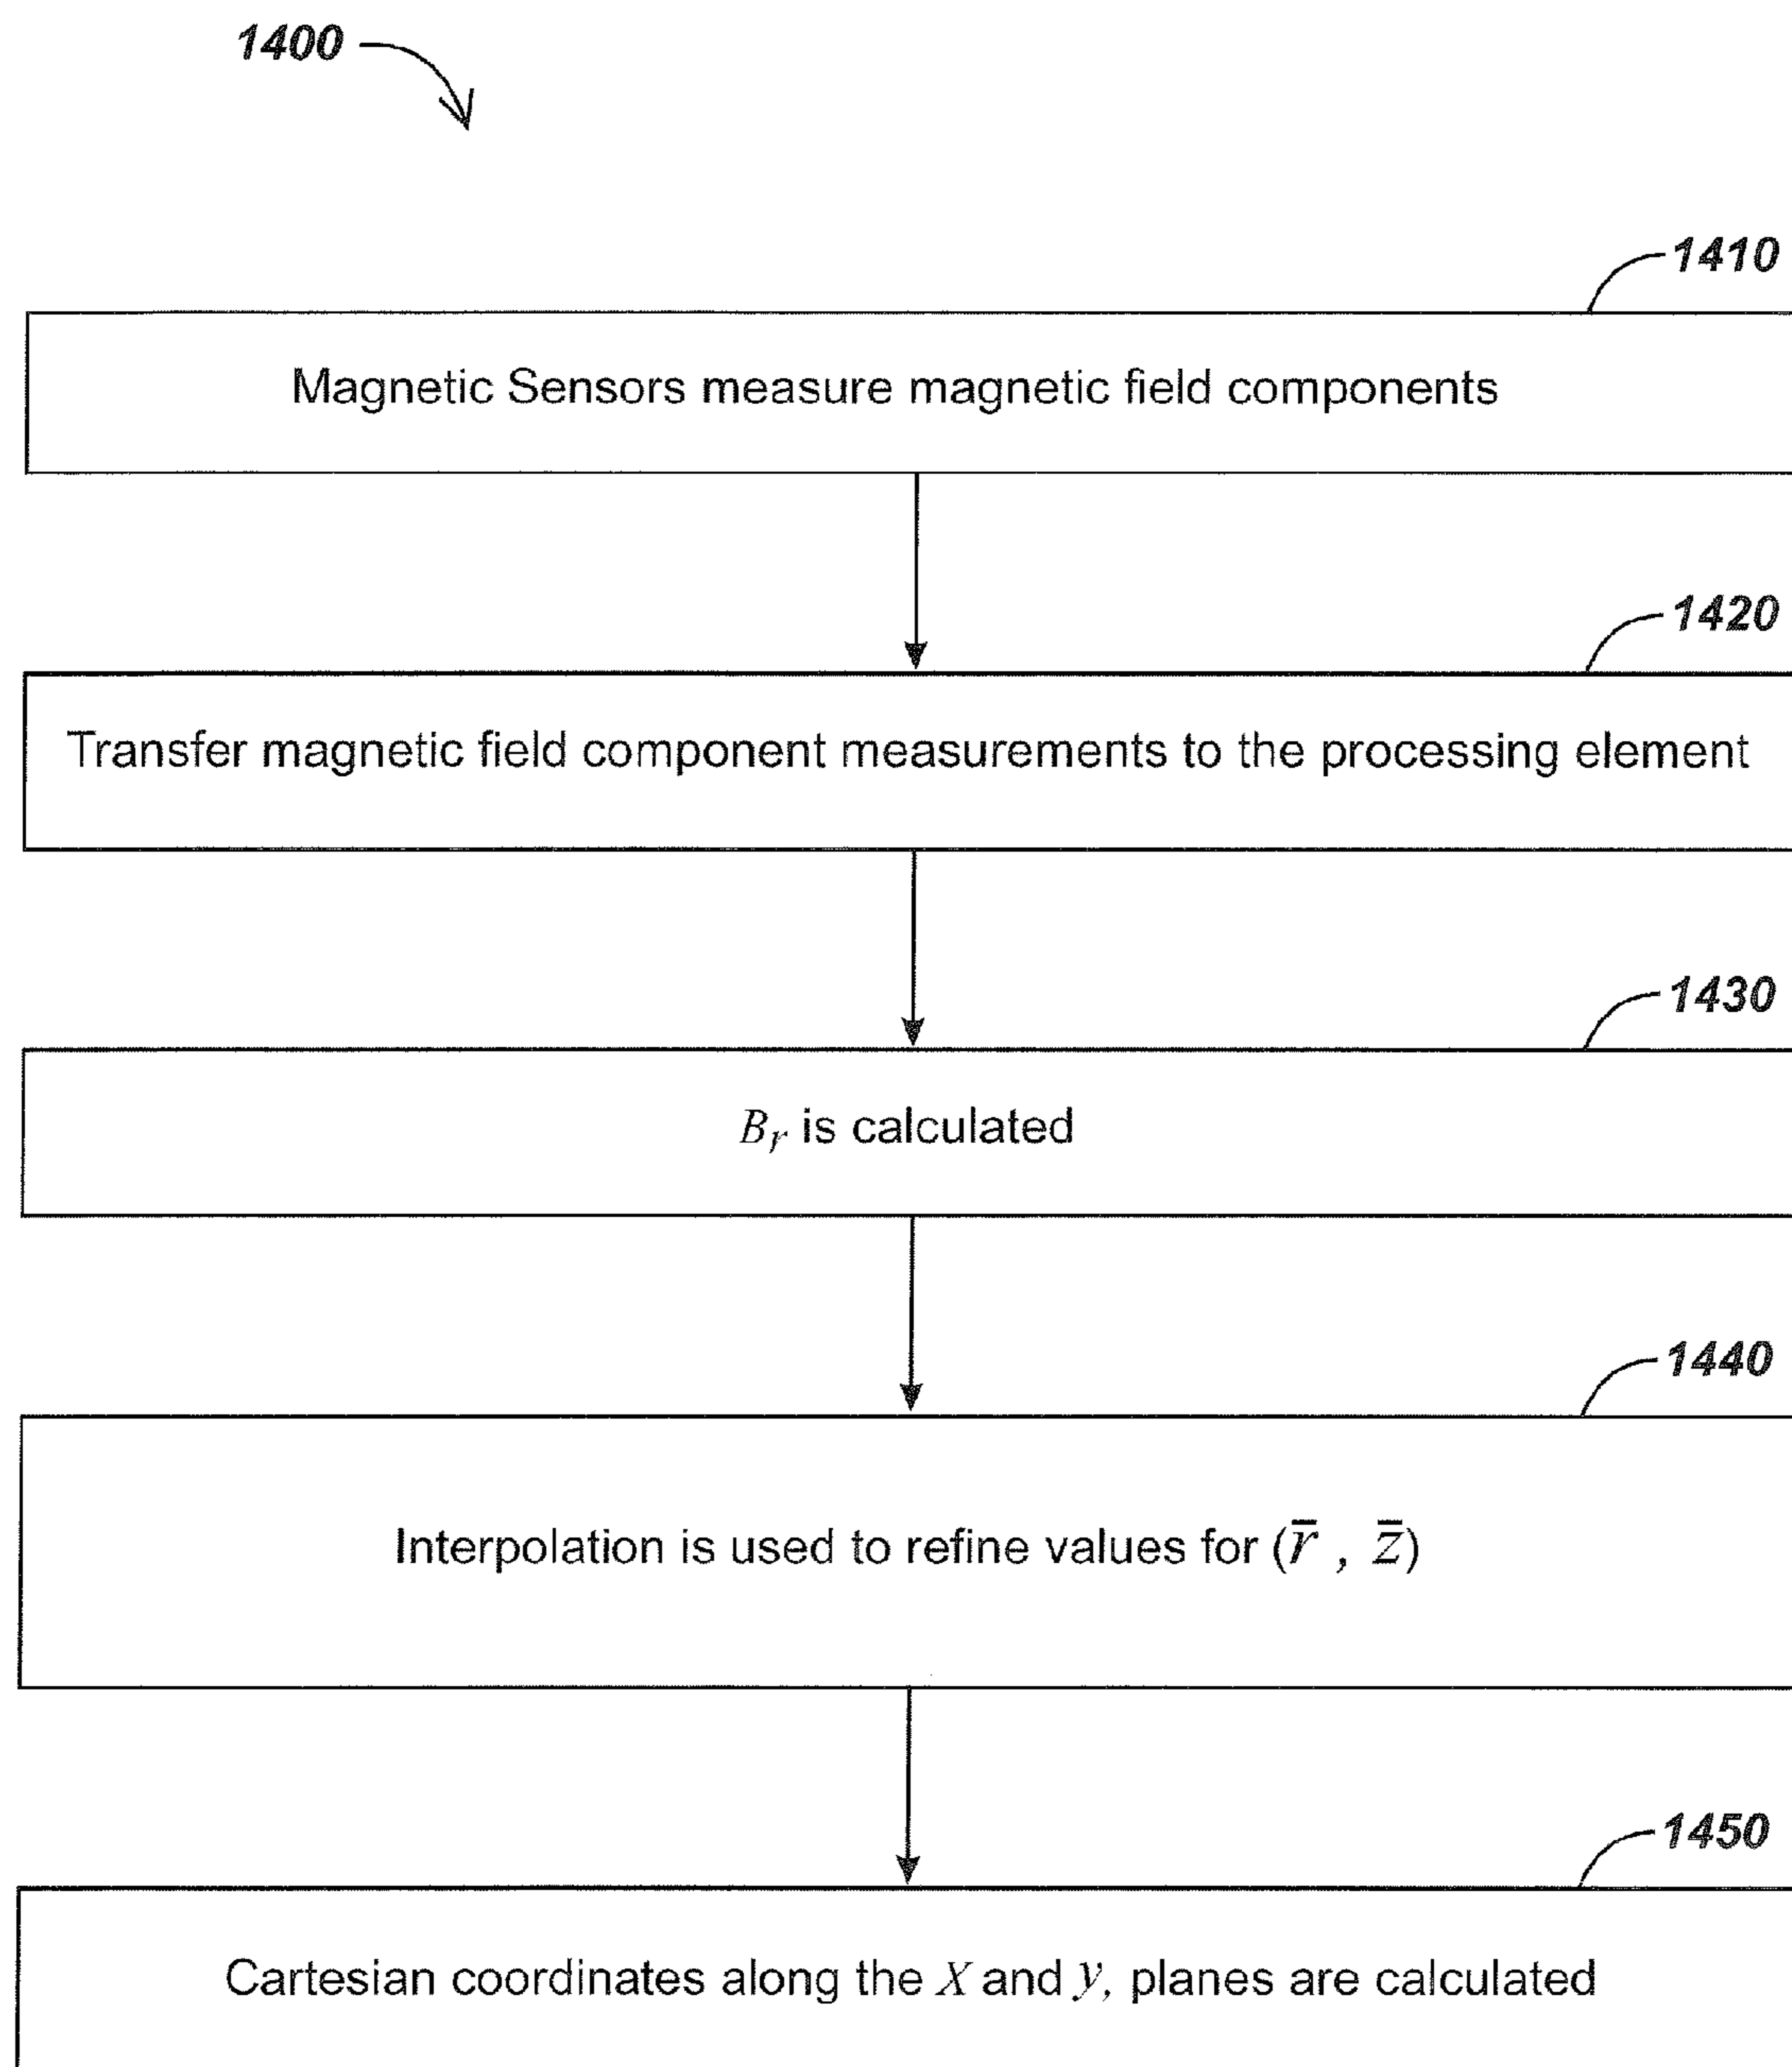 1400
1410
Magnetic Sensors measure magnetic field components
1420
Transfer magnetic field component measurements to the processing element
1430
Bᵣ is calculated
1440
Interpolation is used to refine values for (r̄ , z̄)
1450
Cartesian coordinates along the x and y, planes are calculated